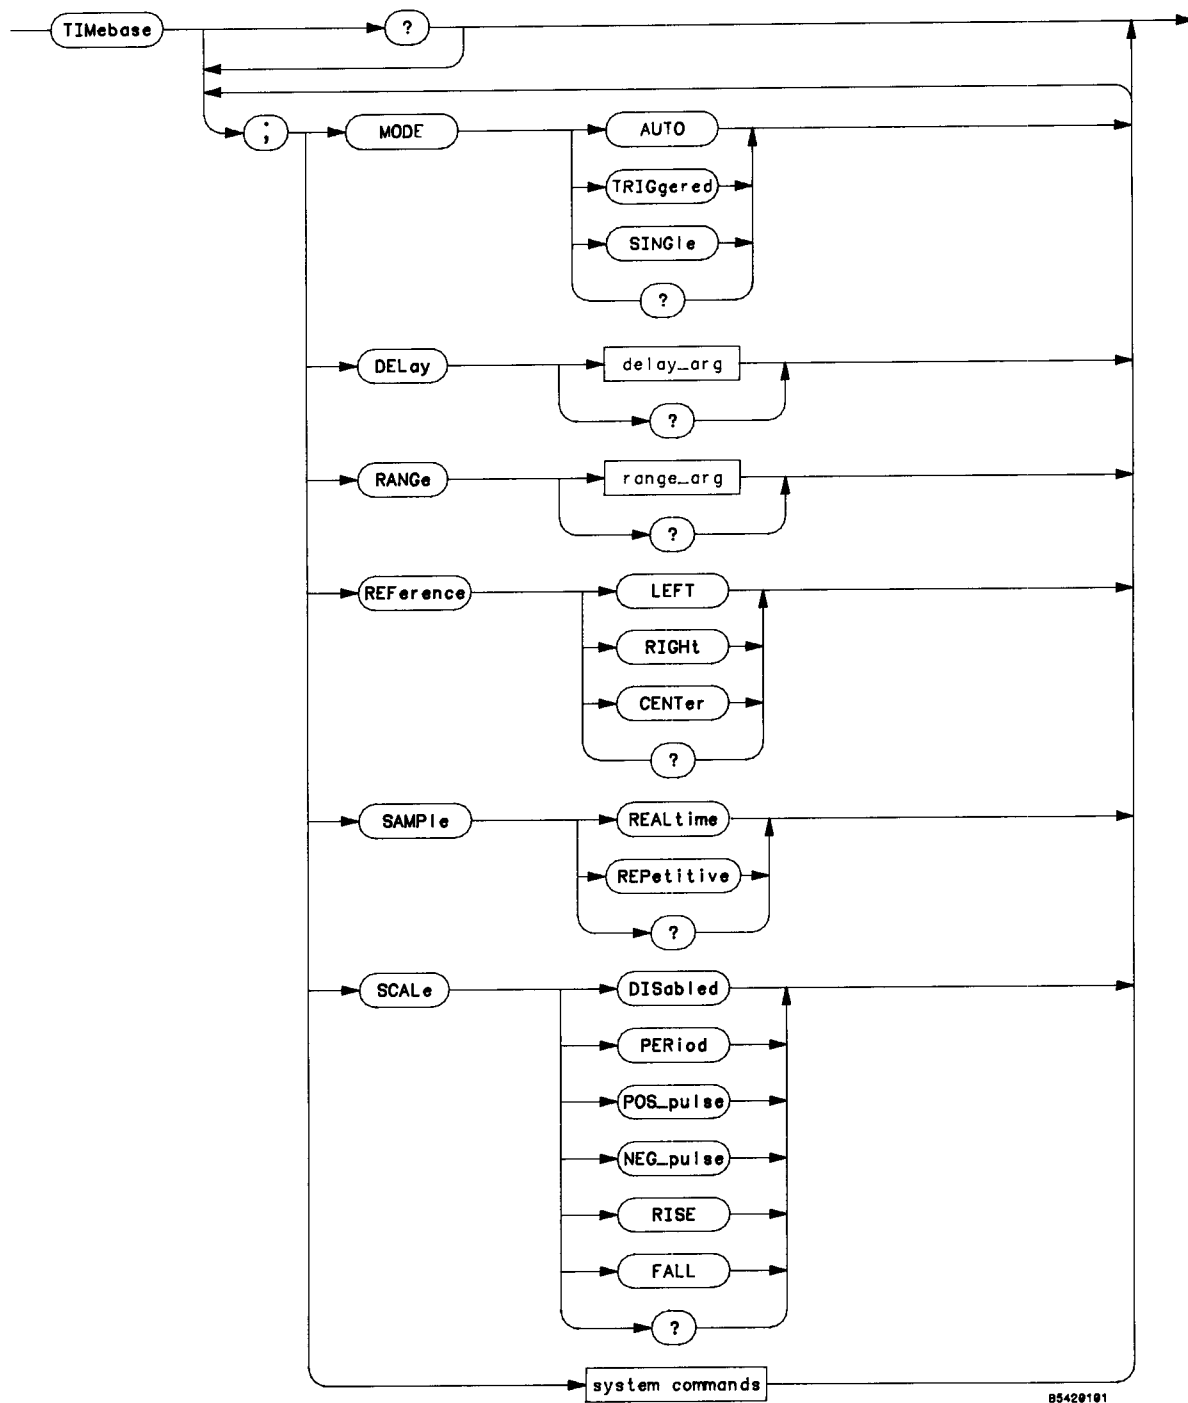 TIMebase ?
; MODE AUTO
TRIGgered
SINGle
?
DELay delay_arg
?
RANGe range_arg
?
REFerence LEFT
RIGHt
CENTer
?
SAMPle REALtime
REPetitive
?
SCALe DISabled
PERiod
POS_pulse
NEG_pulse
RISE
FALL
?
system commands
B5420101